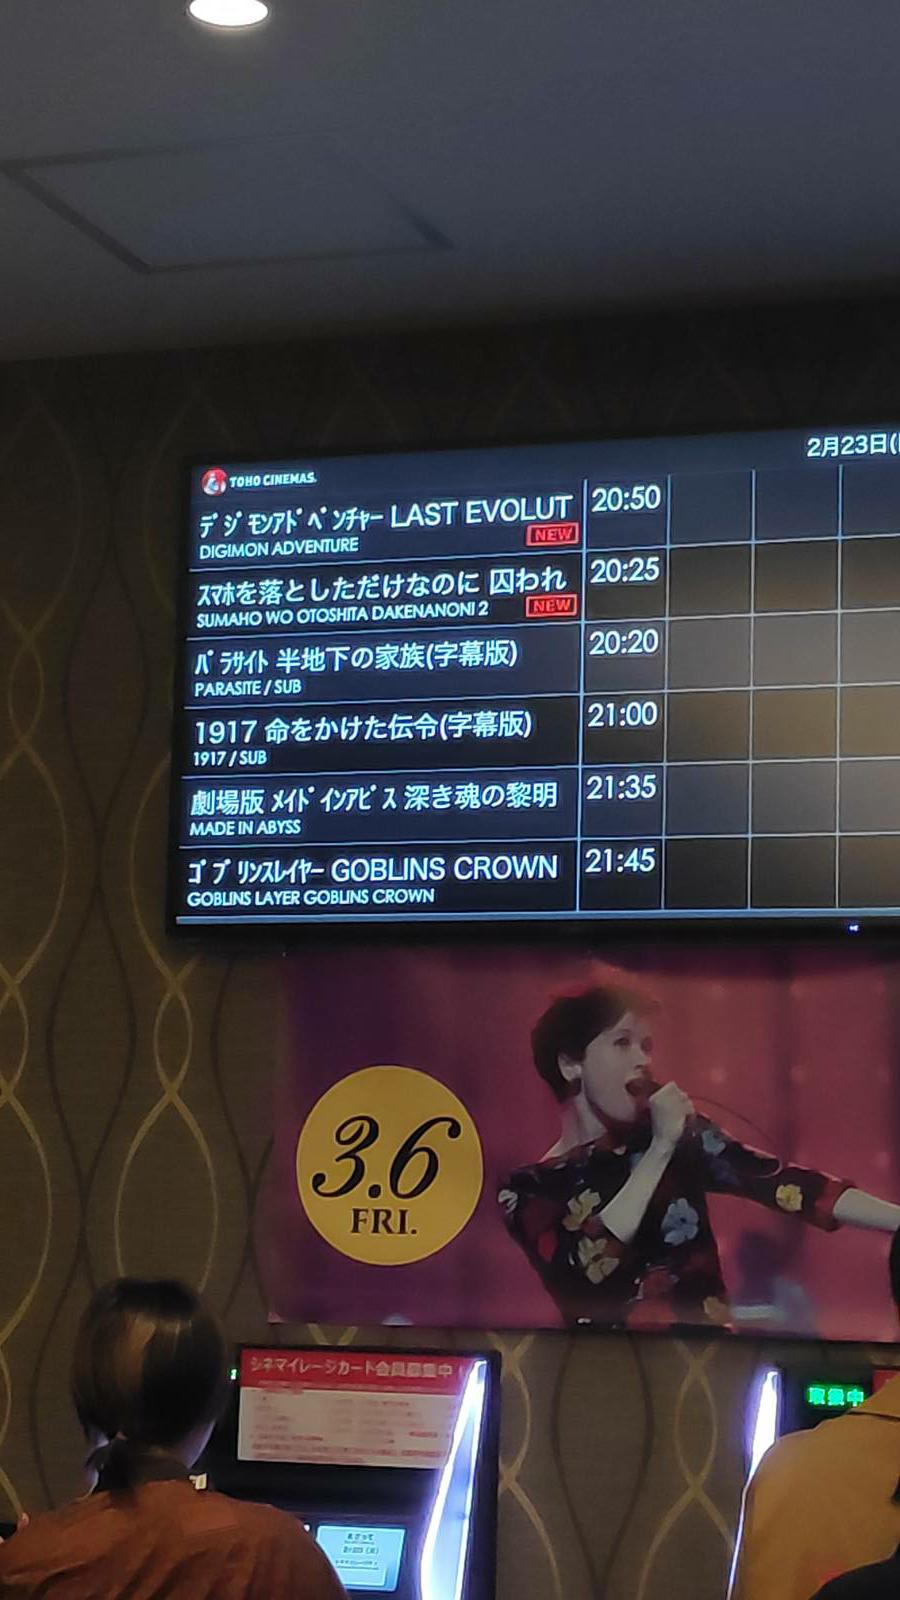 2月23日(
TOHO CINEMAS.
デジモンアドベンチャー LAST EVOLUT 20:50
DIGIMON ADVENTURE NEW
スマホを落としただけなのに 囚われ 20:25
SUMAHO WO OTOSHITA DAKENANONI 2 NEW
パラサイト 半地下の家族(字幕版) 20:20
PARASITE / SUB
1917 命をかけた伝令(字幕版) 21:00
1917 / SUB
劇場版 メイドインアビス 深き魂の黎明 21:35
MADE IN ABYSS
ゴブリンスレイヤー GOBLINS CROWN 21:45
GOBLINS LAYER GOBLINS CROWN
3.6
FRI.
シネマイレージカード会員募集中!